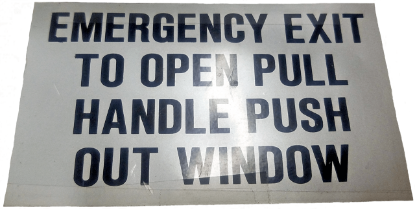 EMERGENCY EXIT
TO OPEN PULL
HANDLE PUSH
OUT WINDOW